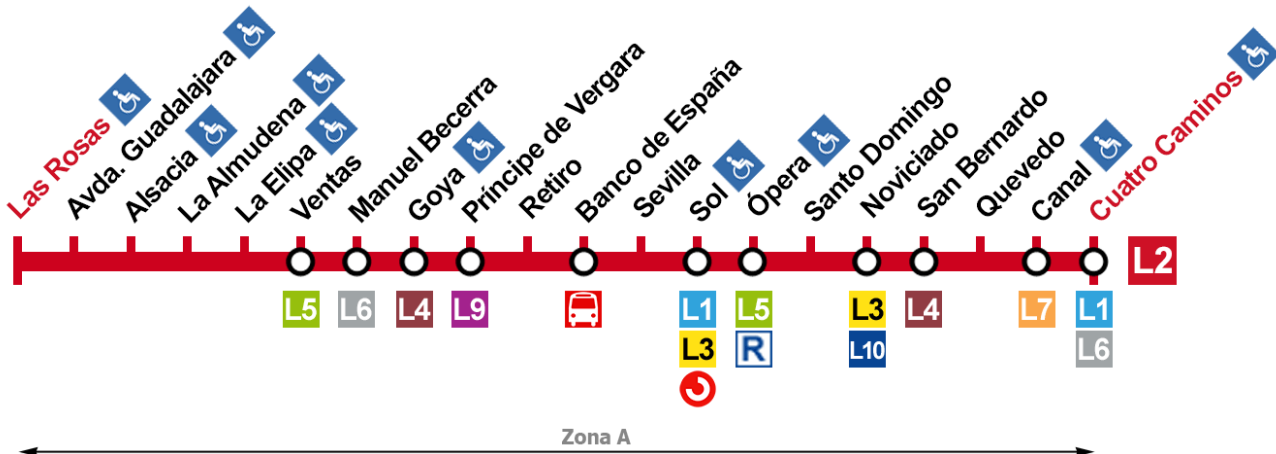 Las Rosas
Avda. Guadalajara
Alsacia
La Almudena
La Elipa
Ventas
Manuel Becerra
Goya
Príncipe de Vergara
Retiro
Banco de España
Sevilla
Sol
Ópera
Santo Domingo
Noviciado
San Bernardo
Quevedo
Canal
Cuatro Caminos
L2
L5
L6
L4
L9
L1
L5
L3
L4
L7
L1
L3
R
L10
L6
Zona A